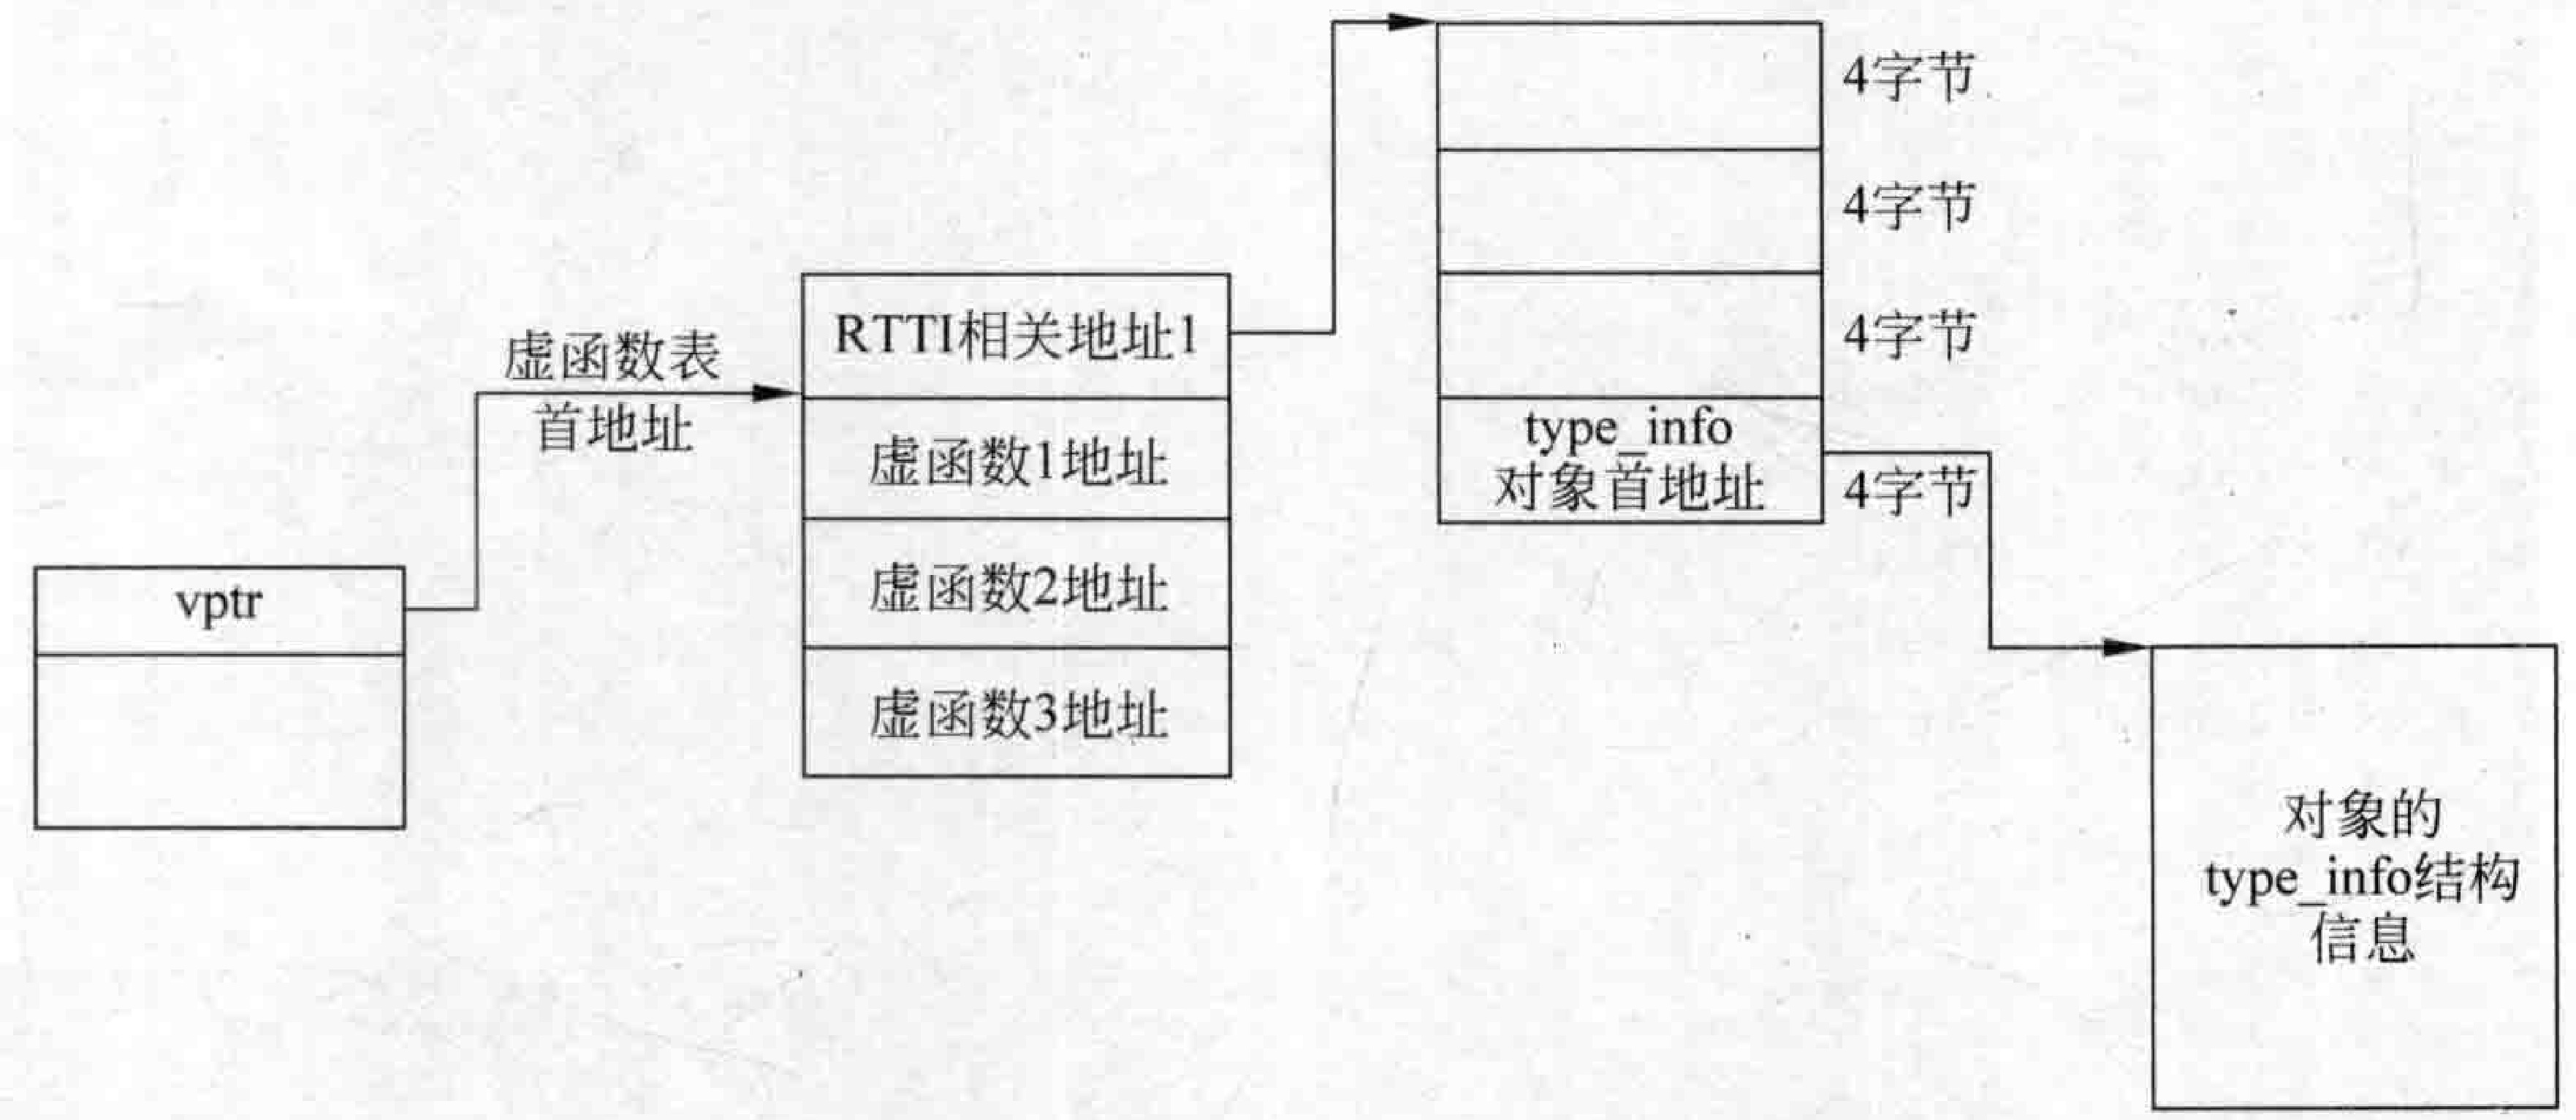 4字节
4字节
虚函数表
首地址
RTTI相关地址1
4字节
虚函数1地址
type_info
对象首地址
4字节
vptr
虚函数2地址
虚函数3地址
对象的
type_info结构
信息